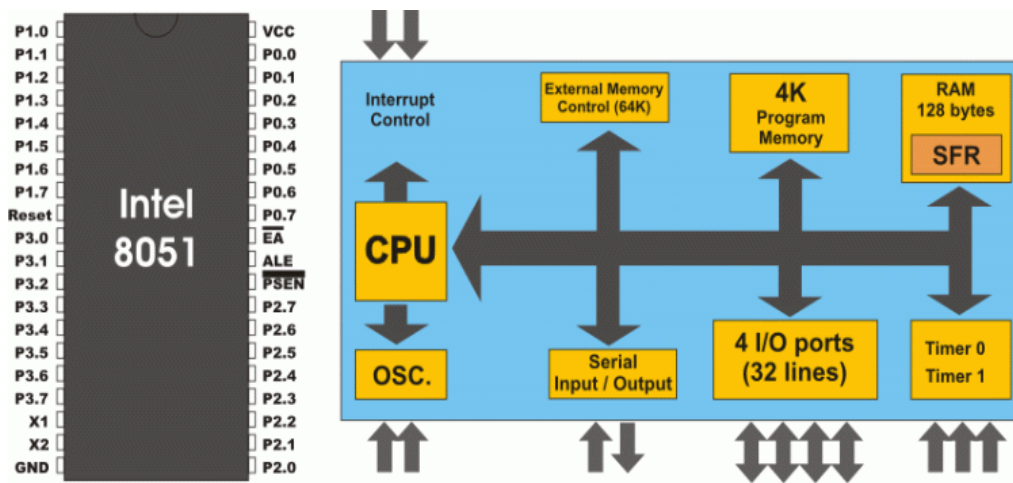 P1.0
P1.1
P1.2
P1.3
P1.4
P1.5
P1.6
P1.7
Reset
P3.0
P3.1
P3.2
P3.3
P3.4
P3.5
P3.6
P3.7
X1
X2
GND
Intel
8051
VCC
P0.0
P0.1
P0.2
P0.3
P0.4
P0.5
P0.6
P0.7
EA
ALE
PSEN
P2.7
P2.6
P2.5
P2.4
P2.3
P2.2
P2.1
P2.0
Interrupt
Control
External Memory
Control (64K)
4K
Program
Memory
RAM
128 bytes
SFR
CPU
OSC.
Serial
Input / Output
4 I/O ports
(32 lines)
Timer 0
Timer 1